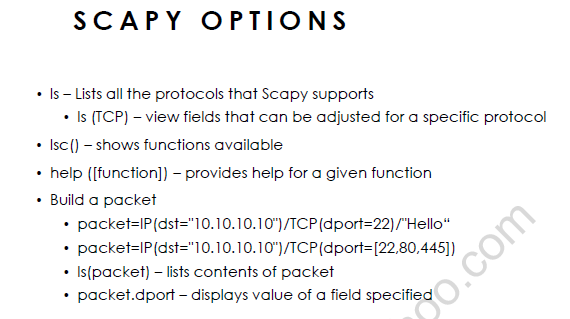 SCAPY OPTIONS
• ls – Lists all the protocols that Scapy supports
• ls (TCP) – view fields that can be adjusted for a specific protocol
• lsc() – shows functions available
• help ([function]) – provides help for a given function
• Build a packet
• packet=IP(dst="10.10.10.10")/TCP(dport=22)/"Hello“
• packet=IP(dst="10.10.10.10")/TCP(dport=[22,80,445])
• ls(packet) – lists contents of packet
• packet.dport – displays value of a field specified
oo.com